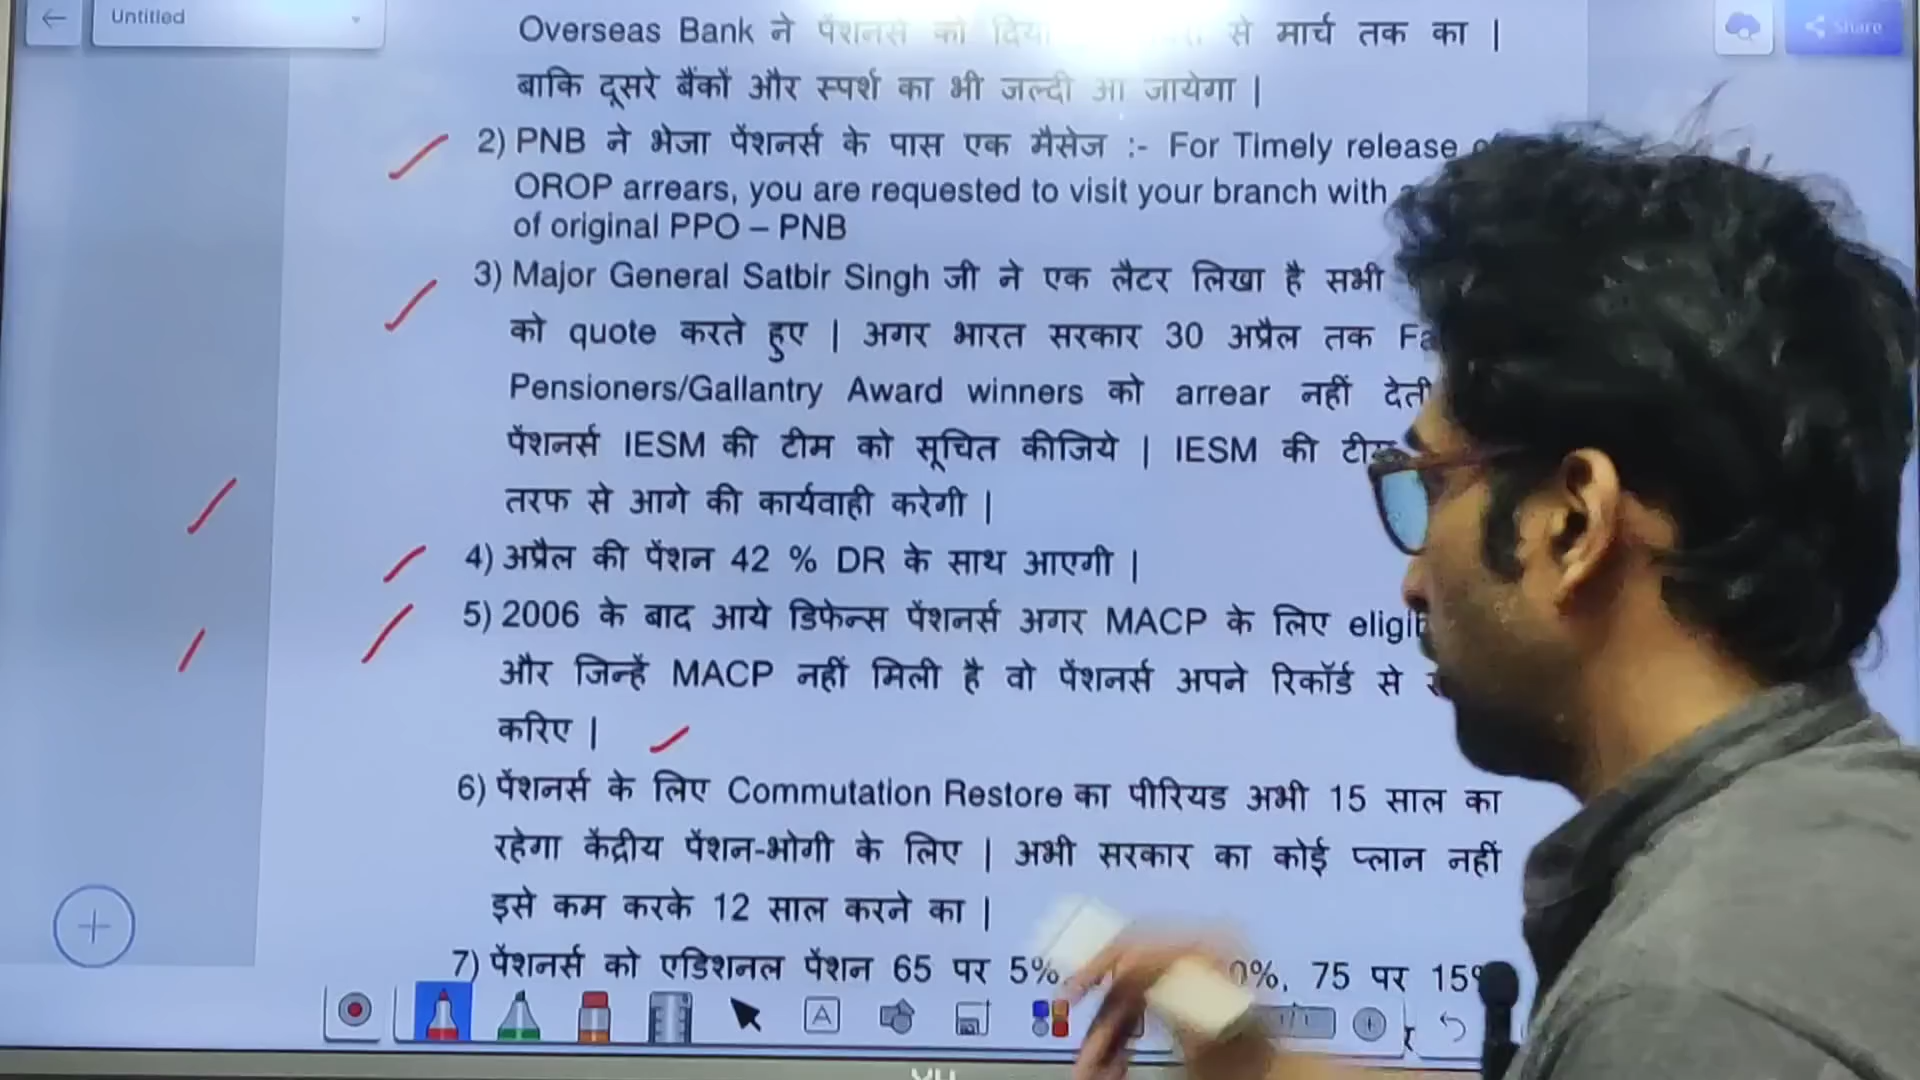 Untitled
Share
Overseas Bank ने पेंशनर्स को से मार्च तक का |
बाकि दूसरे बैंकों और स्पर्श का भी जल्दी आ जायेगा |
2) PNB ने भेजा पेंशनर्स के पास एक मैसेज :- For Timely release
OROP arrears, you are requested to visit your branch with
of original PPO – PNB
3) Major General Satbir Singh जी ने एक लैटर लिखा है सभी
को quote करते हुए | अगर भारत सरकार 30 अप्रैल तक
Pensioners/Gallantry Award winners को arrear नहीं देती
पेंशनर्स IESM की टीम को सूचित कीजिये | IESM की
तरफ से आगे की कार्यवाही करेगी |
4) अप्रैल की पेंशन 42 % DR के साथ आएगी |
5) 2006 के बाद आये डिफेन्स पेंशनर्स अगर MACP के लिए
और जिन्हें MACP नहीं मिली है वो पेंशनर्स अपने रिकॉर्ड से
करिए |
6) पेंशनर्स के लिए Commutation Restore का पीरियड अभी 15 साल का
रहेगा केंद्रीय पेंशन-भोगी के लिए | अभी सरकार का कोई प्लान नहीं
इसे कम करके 12 साल करने का |
7) पेंशनर्स को एडिशनल पेंशन 65 पर 5% 75 पर